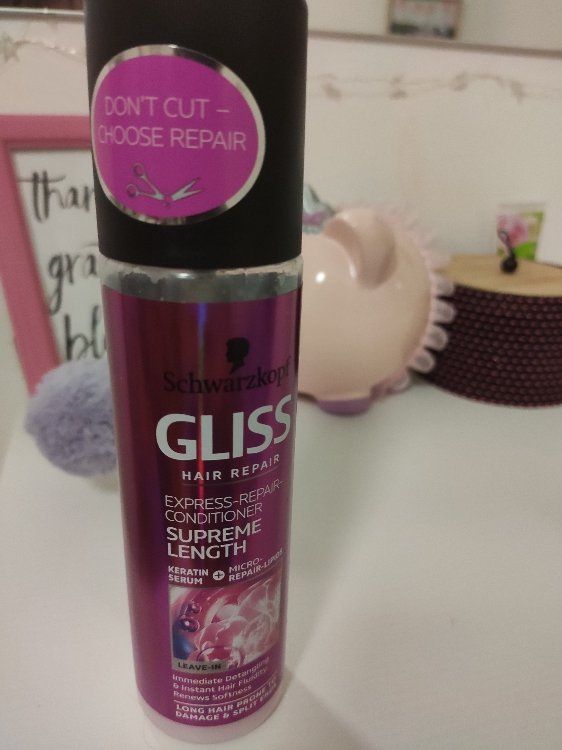 DON'T CUT –
CHOOSE REPAIR
Schwarzkopf
GLISS
HAIR REPAIR
EXPRESS-REPAIR-
CONDITIONER
SUPREME
LENGTH
KERATIN
SERUM
+
MICRO-
REPAIR-LIPIDS
LEAVE-IN
Immediate Detangling
& Instant Hair Fluidity
Renews Softness
LONG HAIR PRONE TO
DAMAGE & SPLIT ENDS